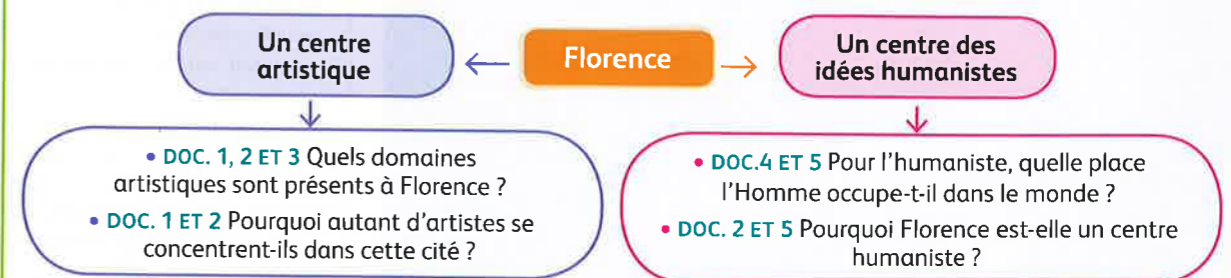 Un centre
artistique
Florence
Un centre des
idées humanistes
• DOC. 1, 2 ET 3 Quels domaines
artistiques sont présents à Florence ?
• DOC. 1 ET 2 Pourquoi autant d'artistes se
concentrent-ils dans cette cité ?
• DOC.4 ET 5 Pour l'humaniste, quelle place
l'Homme occupe-t-il dans le monde ?
• DOC. 2 ET 5 Pourquoi Florence est-elle un centre
humaniste ?